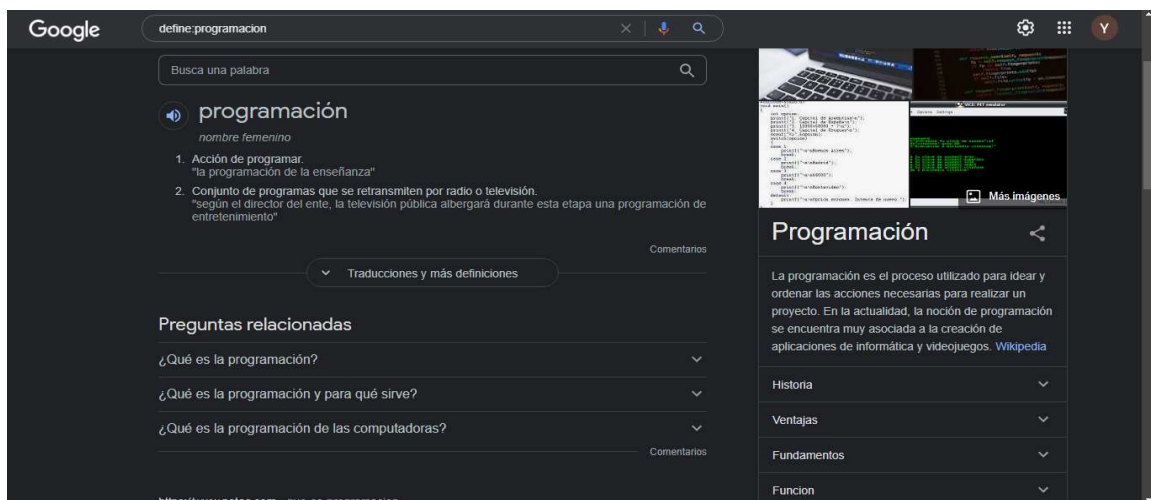 Google
define:programacion
Y
Busca una palabra
programación
nombre femenino
1. Acción de programar.
"la programación de la enseñanza"
2. Conjunto de programas que se retransmiten por radio o televisión.
"según el director del ente, la televisión pública albergará durante esta etapa una programación de
entretenimiento"
Comentarios
Traducciones y más definiciones
Preguntas relacionadas
¿Qué es la programación?
¿Qué es la programación y para qué sirve?
¿Qué es la programación de las computadoras?
Comentarios
Más imágenes
Programación
La programación es el proceso utilizado para idear y
ordenar las acciones necesarias para realizar un
proyecto. En la actualidad, la noción de programación
se encuentra muy asociada a la creación de
aplicaciones de informática y videojuegos. Wikipedia
Historia
Ventajas
Fundamentos
Funcion